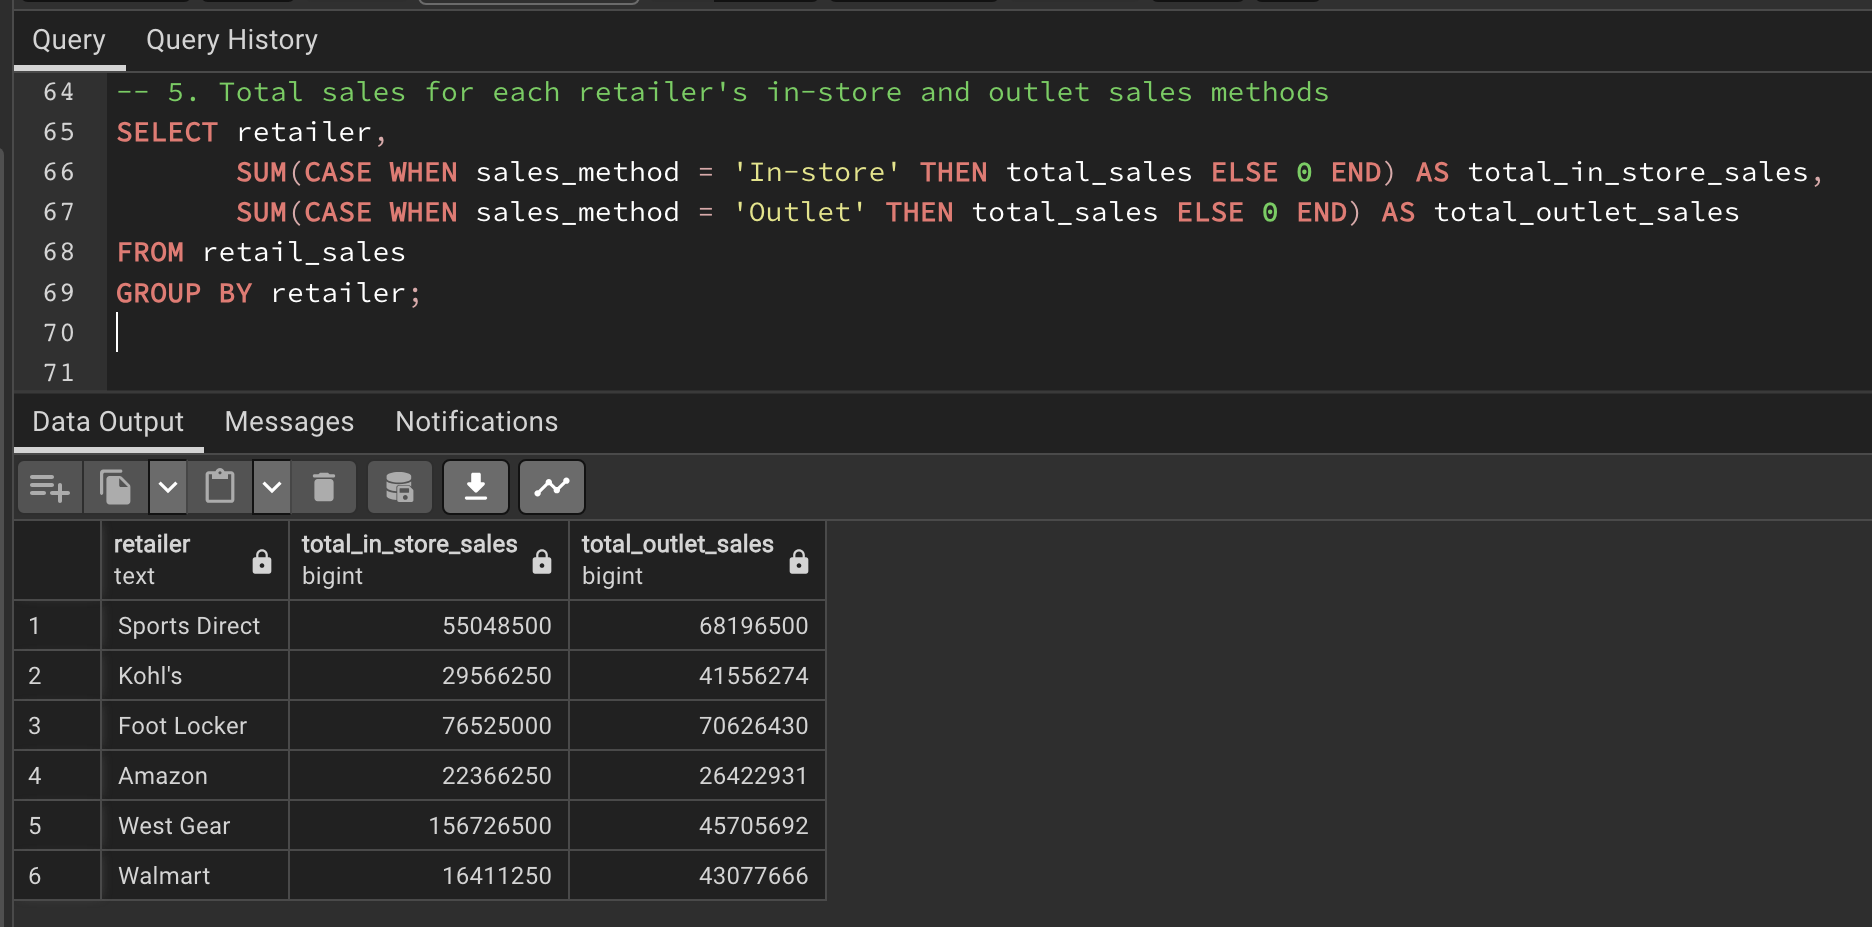 Query Query History
64 -- 5. Total sales for each retailer's in-store and outlet sales methods
65 SELECT retailer,
66 SUM(CASE WHEN sales_method = 'In-store' THEN total_sales ELSE 0 END) AS total_in_store_sales,
67 SUM(CASE WHEN sales_method = 'Outlet' THEN total_sales ELSE 0 END) AS total_outlet_sales
68 FROM retail_sales
69 GROUP BY retailer;
70
71
Data Output Messages Notifications
retailer total_in_store_sales total_outlet_sales
text bigint bigint
1 Sports Direct 55048500 68196500
2 Kohl's 29566250 41556274
3 Foot Locker 76525000 70626430
4 Amazon 22366250 26422931
5 West Gear 156726500 45705692
6 Walmart 16411250 43077666